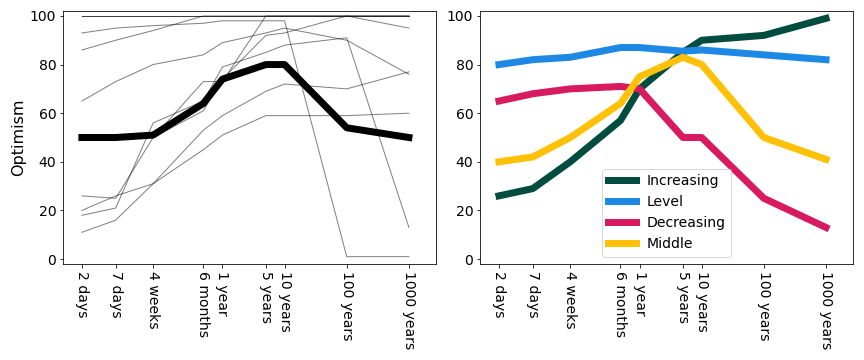 Optimism
100
80
60
40
20
0
2 days
7 days
4 weeks
6 months
1 year
5 years
10 years
100 years
1000 years
100
80
60
40
20
0
Increasing
Level
Decreasing
Middle
2 days
7 days
4 weeks
6 months
1 year
5 years
10 years
100 years
1000 years